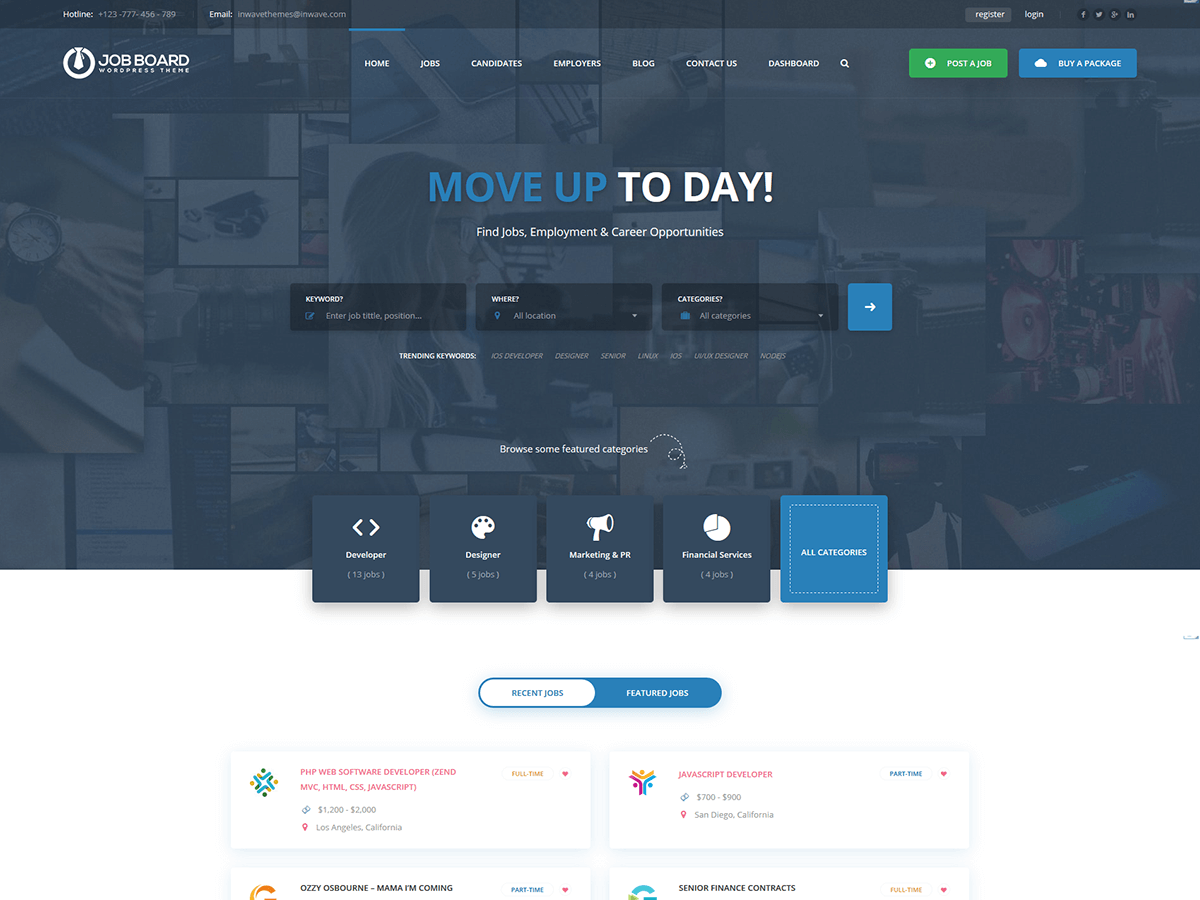 Hotline: +123 -777- 456 - 789 Email: inwavethemes@inwave.com register login
JOB BOARD
WORDPRESS THEME
HOME JOBS CANDIDATES EMPLOYERS BLOG CONTACT US DASHBOARD POST A JOB BUY A PACKAGE
MOVE UP TO DAY!
Find Jobs, Employment & Career Opportunities
KEYWORD? WHERE? CATEGORIES?
Enter job tittle, position... All location All categories
TRENDING KEYWORDS: IOS DEVELOPER DESIGNER SENIOR LINUX IOS UI/UX DESIGNER NODEJS
Browse some featured categories
Developer Designer Marketing & PR Financial Services ALL CATEGORIES
( 13 jobs ) ( 5 jobs ) ( 4 jobs ) ( 4 jobs )
RECENT JOBS FEATURED JOBS
PHP WEB SOFTWARE DEVELOPER (ZEND FULL-TIME
MVC, HTML, CSS, JAVASCRIPT)
$1,200 - $2,000
Los Angeles, California
JAVASCRIPT DEVELOPER PART-TIME
$700 - $900
San Diego, California
OZZY OSBOURNE – MAMA I'M COMING PART-TIME
SENIOR FINANCE CONTRACTS FULL-TIME